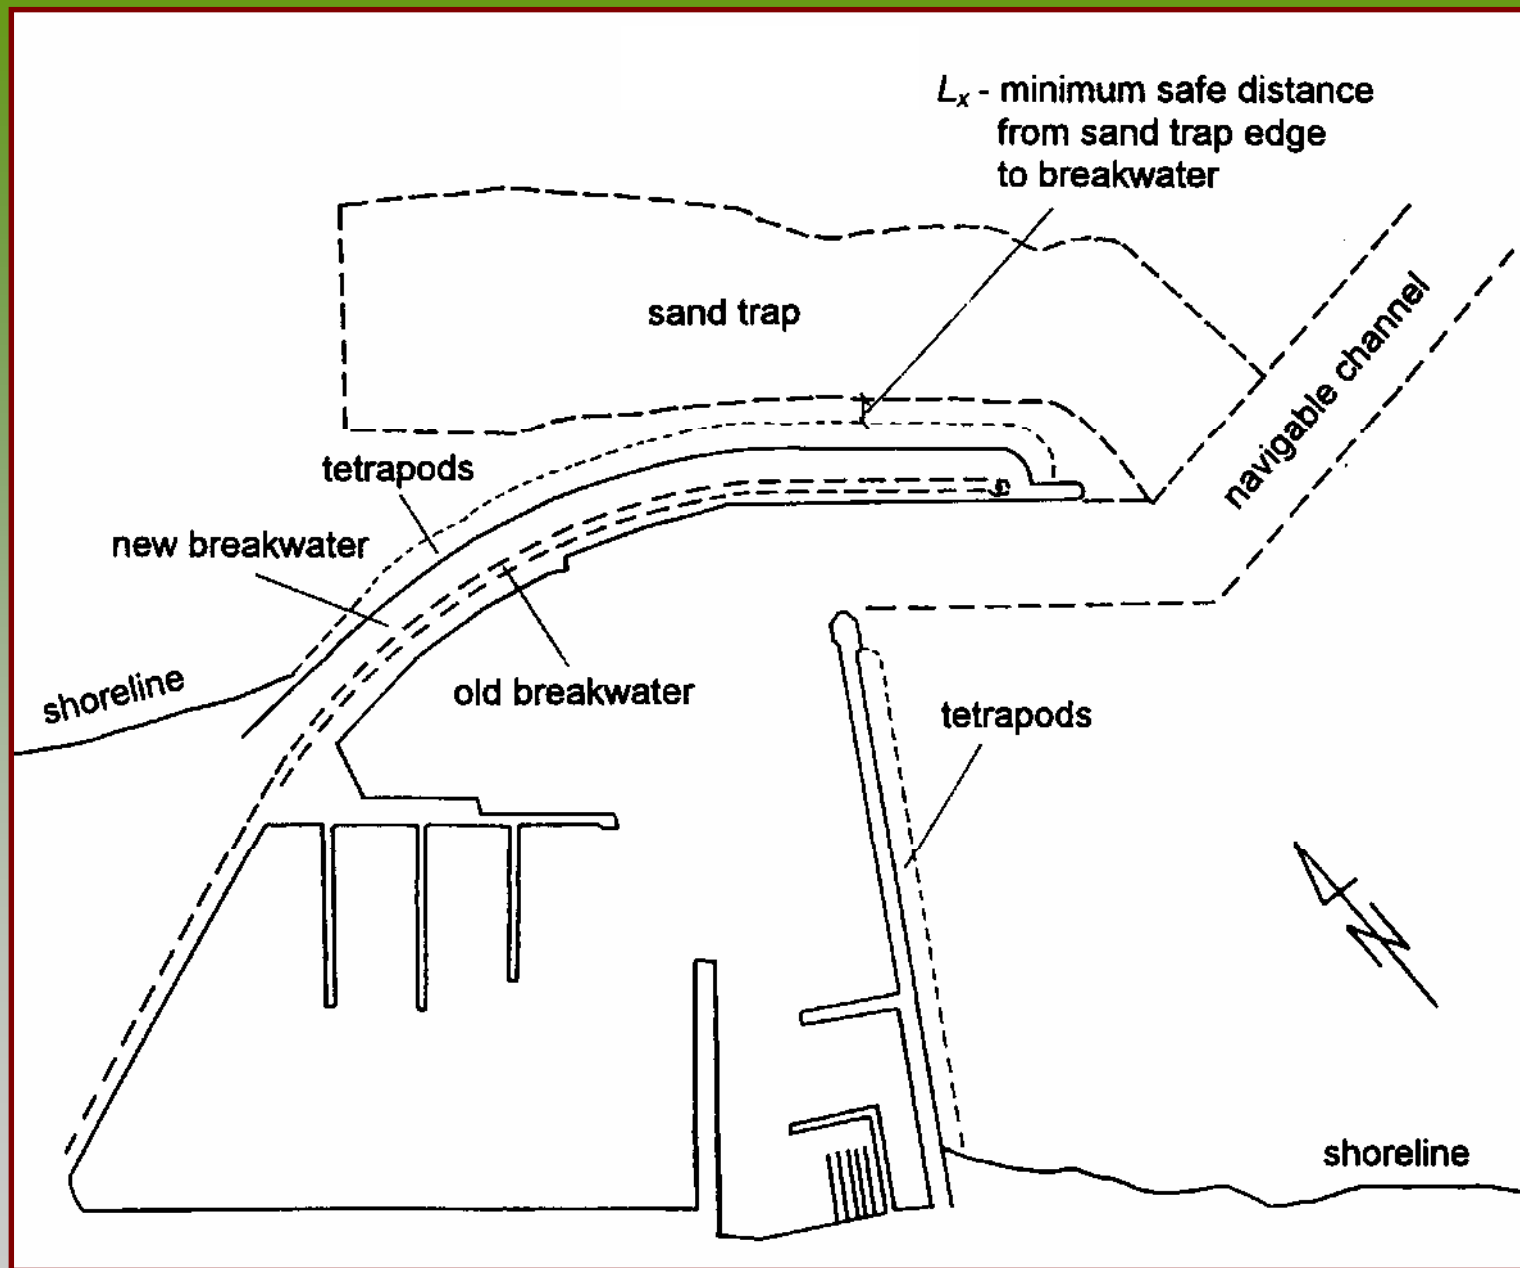 Lx - minimum safe distance
from sand trap edge
to breakwater
sand trap
navigable channel
tetrapods
new breakwater
old breakwater
shoreline
tetrapods
N
shoreline